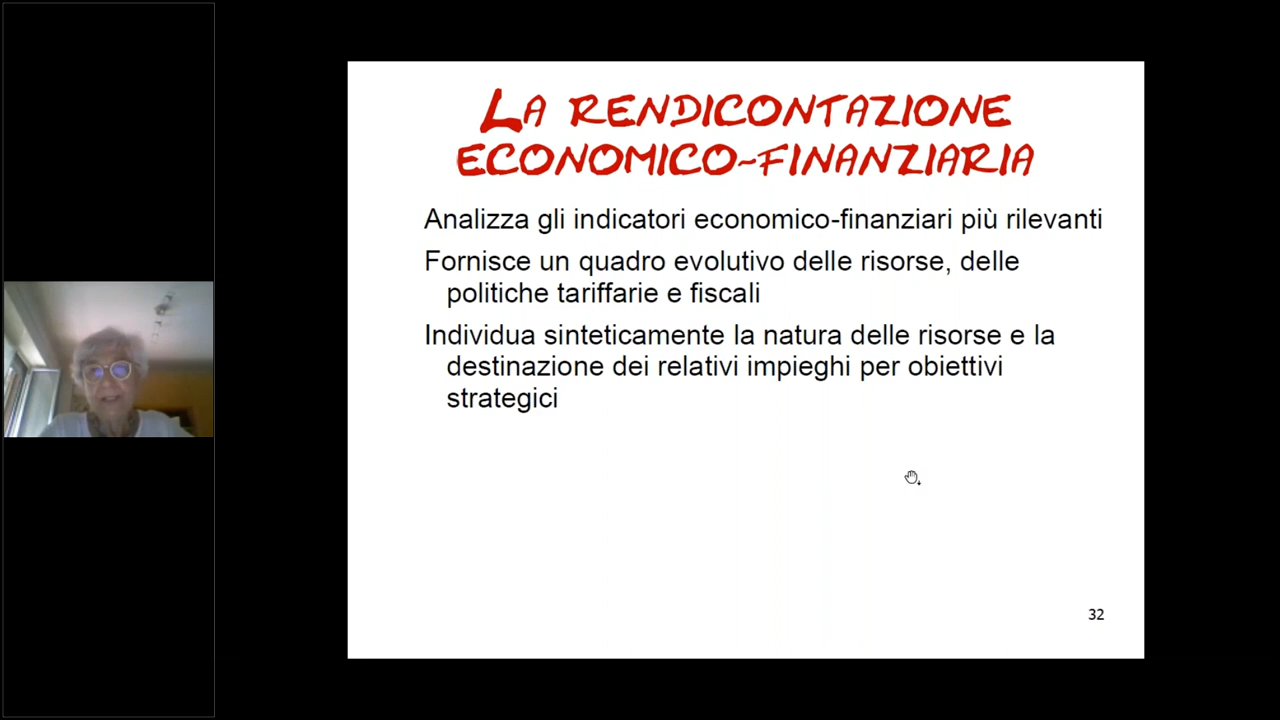 LA RENDICONTAZIONE
ECONOMICO-FINANZIARIA
Analizza gli indicatori economico-finanziari più rilevanti
Fornisce un quadro evolutivo delle risorse, delle
politiche tariffarie e fiscali
Individua sinteticamente la natura delle risorse e la
destinazione dei relativi impieghi per obiettivi
strategici
32